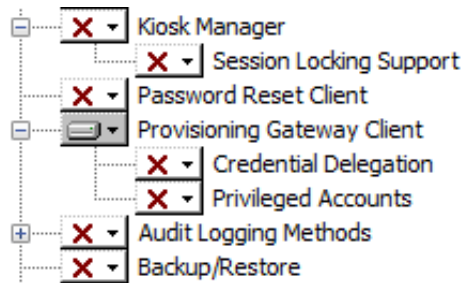 Kiosk Manager
Session Locking Support
Password Reset Client
Provisioning Gateway Client
Credential Delegation
Privileged Accounts
Audit Logging Methods
Backup/Restore